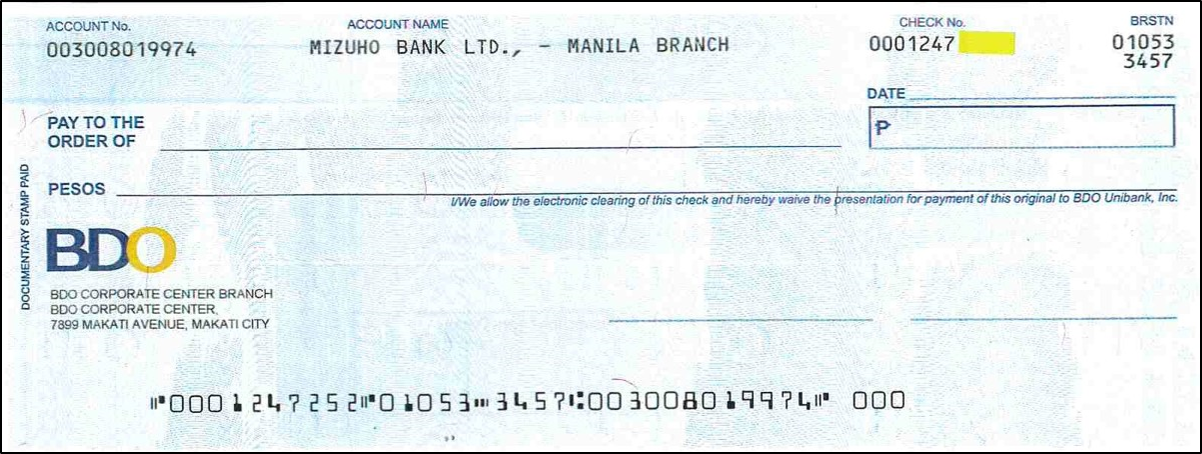 ACCOUNT No.
ACCOUNT NAME
CHECK No.
BRSTN
003008019974
MIZUHO BANK LTD., - MANILA BRANCH
0001247
01053
3457
DATE
PAY TO THE
ORDER OF
₱
PESOS
I/We allow the electronic clearing of this check and hereby waive the presentation for payment of this original to BDO Unibank, Inc.
DOCUMENTARY STAMP PAID
BDO
BDO CORPORATE CENTER BRANCH
BDO CORPORATE CENTER,
7899 MAKATI AVENUE, MAKATI CITY
⑈0001247252⑈01053⑉3457⑆003008019974⑈ 000